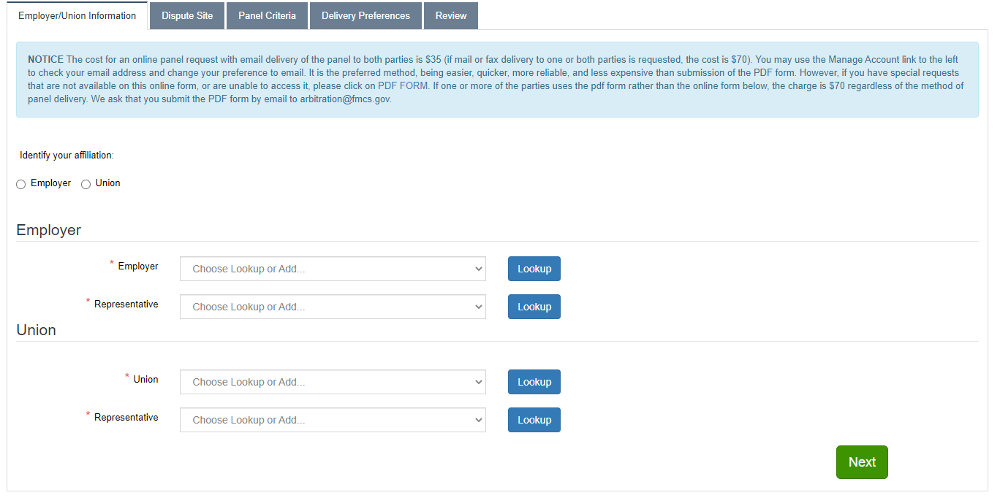 Employer/Union Information Dispute Site Panel Criteria Delivery Preferences Review
NOTICE The cost for an online panel request with email delivery of the panel to both parties is $35 (if mail or fax delivery to one or both parties is requested, the cost is $70). You may use the Manage Account link to the left
to check your email address and change your preference to email. It is the preferred method, being easier, quicker, more reliable, and less expensive than submission of the PDF form. However, if you have special requests
that are not available on this online form, or are unable to access it, please click on PDF FORM. If one or more of the parties uses the pdf form rather than the online form below, the charge is $70 regardless of the method of
panel delivery. We ask that you submit the PDF form by email to arbitration@fmcs.gov.
Identify your affiliation:
Employer Union
Employer
* Employer Choose Lookup or Add... Lookup
* Representative Choose Lookup or Add... Lookup
Union
* Union Choose Lookup or Add... Lookup
* Representative Choose Lookup or Add... Lookup
Next